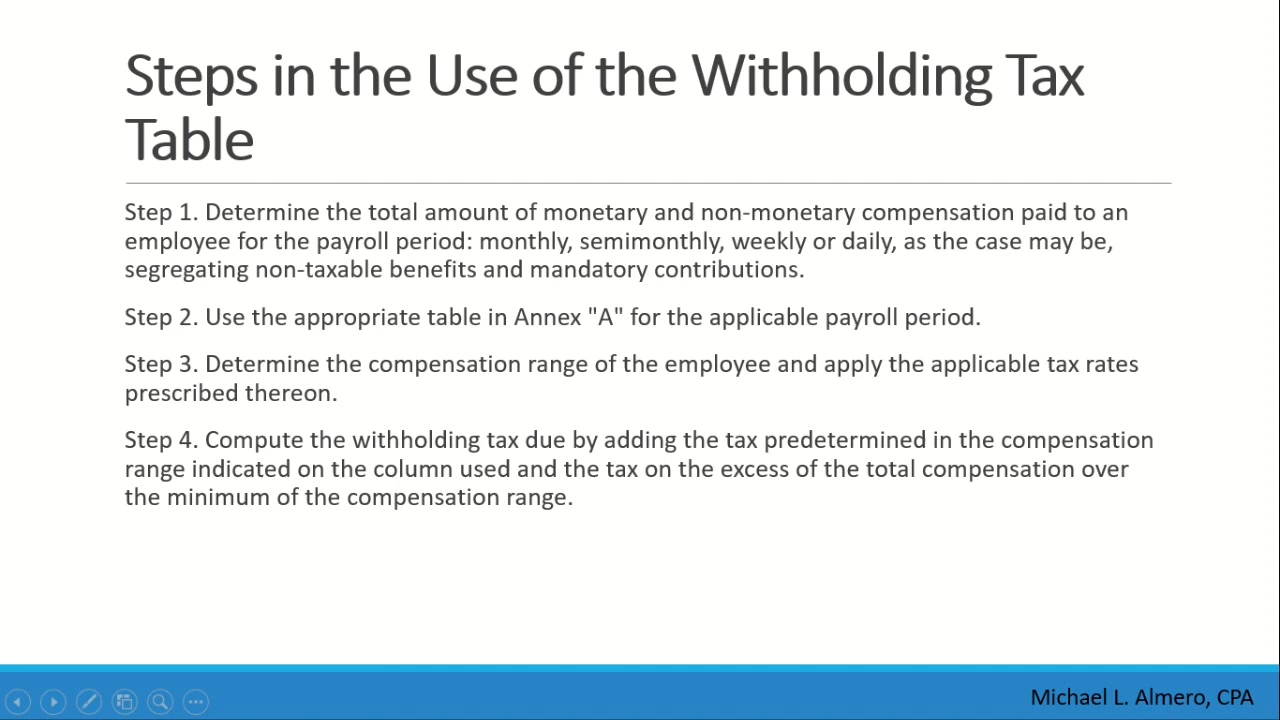 Steps in the Use of the Withholding Tax
Table
Step 1. Determine the total amount of monetary and non-monetary compensation paid to an
employee for the payroll period: monthly, semimonthly, weekly or daily, as the case may be,
segregating non-taxable benefits and mandatory contributions.
Step 2. Use the appropriate table in Annex "A" for the applicable payroll period.
Step 3. Determine the compensation range of the employee and apply the applicable tax rates
prescribed thereon.
Step 4. Compute the withholding tax due by adding the tax predetermined in the compensation
range indicated on the column used and the tax on the excess of the total compensation over
the minimum of the compensation range.
Michael L. Almero, CPA